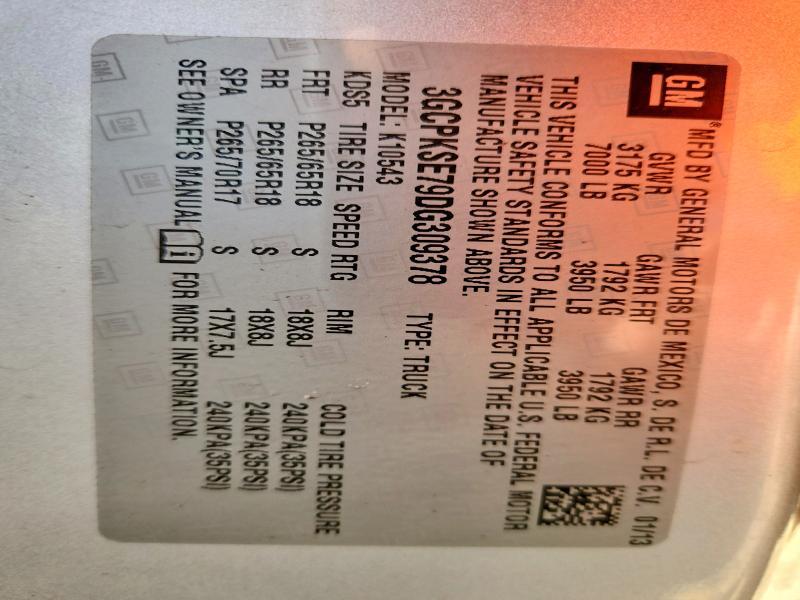 GM
® MFD BY GENERAL MOTORS DE MEXICO, S. DE R.L. DE C.V. 01/13
GVWR GAWR FRT GAWR RR
3175 KG 1792 KG 1792 KG
7000 LB 3950 LB 3950 LB
THIS VEHICLE CONFORMS TO ALL APPLICABLE U.S. FEDERAL MOTOR
VEHICLE SAFETY STANDARDS IN EFFECT ON THE DATE OF
MANUFACTURE SHOWN ABOVE.
3GCPKSE79DG309378 TYPE: TRUCK
MODEL: K10543
KDS5 TIRE SIZE SPEED RTG RIM COLD TIRE PRESSURE
FRT P265/65R18 S 18X8J 240KPA(35PSI)
RR P265/65R18 S 18X8J 240KPA(35PSI)
SPA P265/70R17 S 17X7.5J 240KPA(35PSI)
SEE OWNER'S MANUAL FOR MORE INFORMATION.